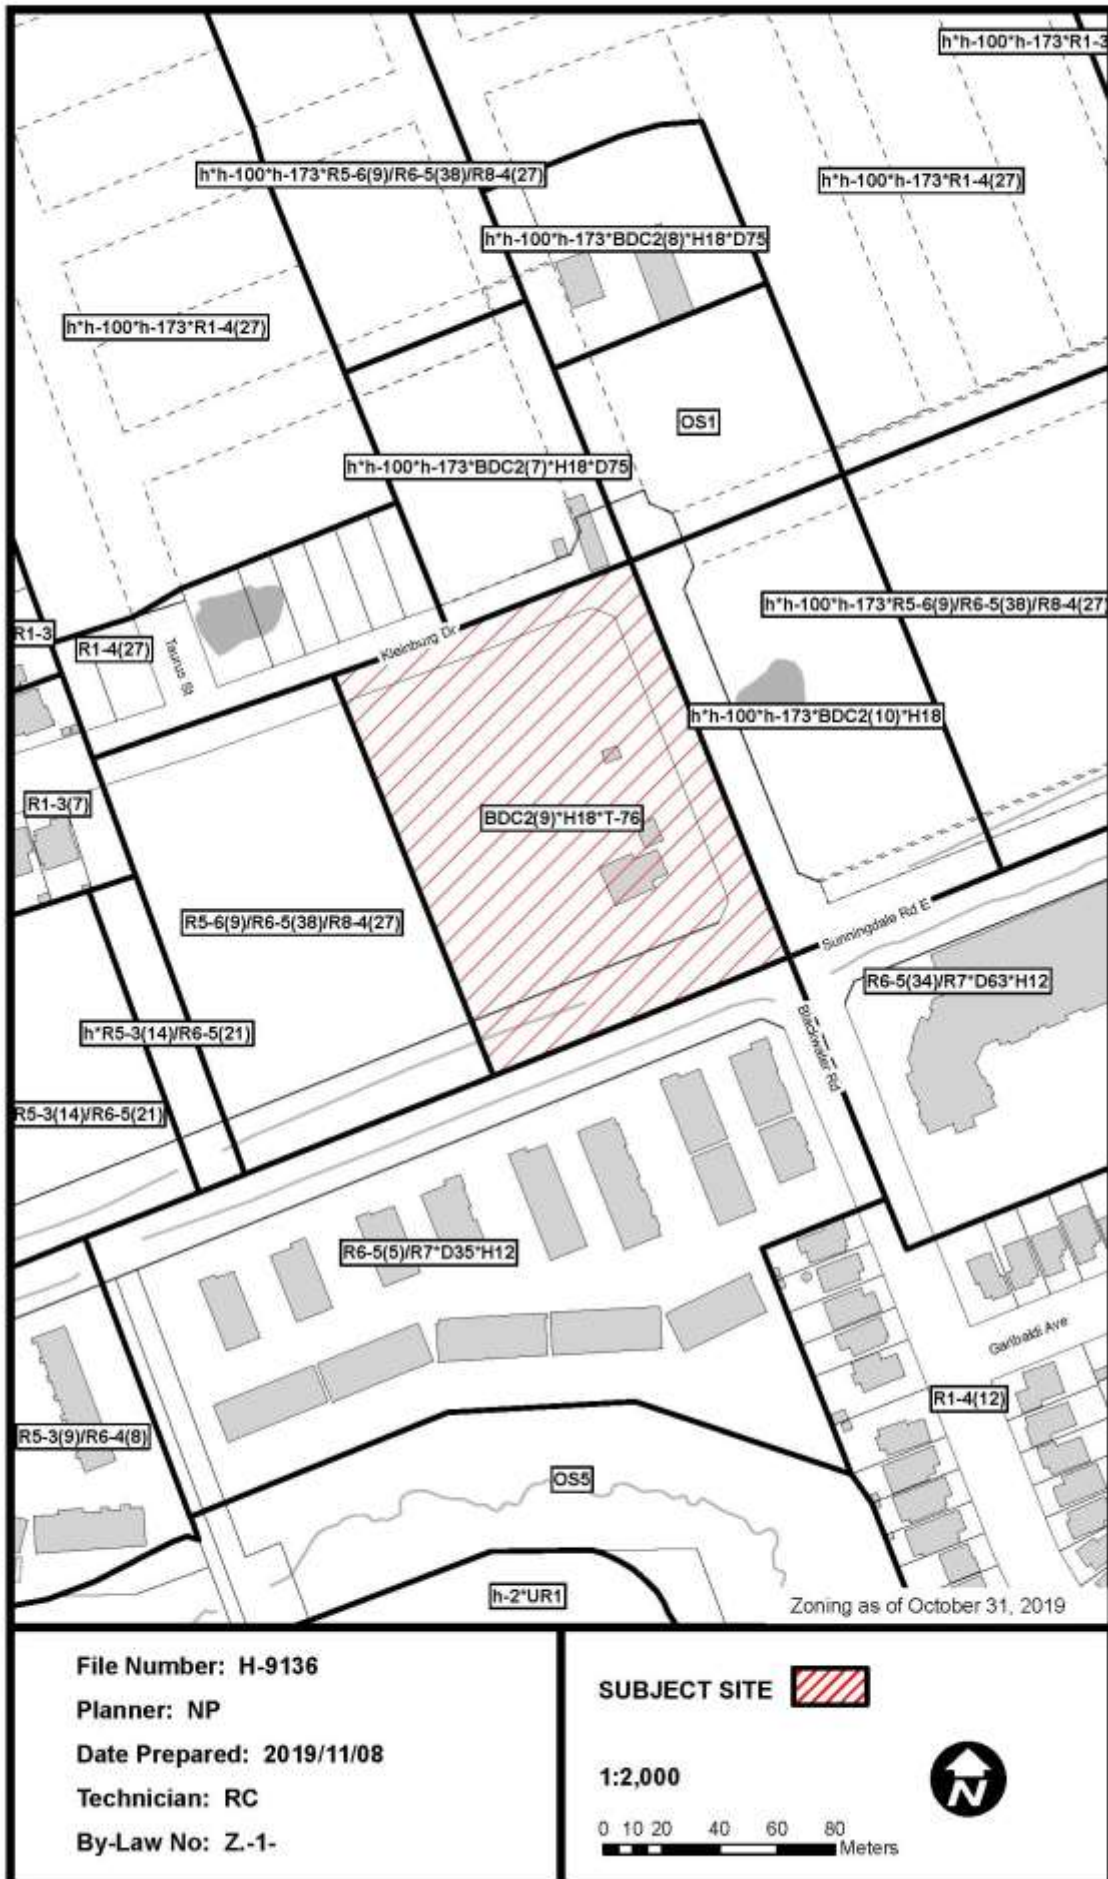 h*h-100*h-173*R1-3
h*h-100*h-173*R5-6(9)/R6-5(38)/R8-4(27)
h*h-100*h-173*R1-4(27)
h*h-100*h-173*BDC2(8)*H18*D75
h*h-100*h-173*R1-4(27)
OS1
h*h-100*h-173*BDC2(7)*H18*D75
h*h-100*h-173*R5-6(9)/R6-5(38)/R8-4(27)
R1-3
R1-4(27)
Taurus St
Kleinburg Dr
h*h-100*h-173*BDC2(10)*H18
R1-3(7)
BDC2(9)*H18*T-76
R5-6(9)/R6-5(38)/R8-4(27)
Sunningdale Rd E
R6-5(34)/R7*D63*H12
h*R5-3(14)/R6-5(21)
Blackwater Rd
R5-3(14)/R6-5(21)
R6-5(5)/R7*D35*H12
Garibaldi Ave
R1-4(12)
R5-3(9)/R6-4(8)
OS5
h-2*UR1
Zoning as of October 31, 2019
File Number: H-9136
Planner: NP
Date Prepared: 2019/11/08
Technician: RC
By-Law No: Z.-1-
SUBJECT SITE
1:2,000
N
0 10 20 40 60 80
Meters